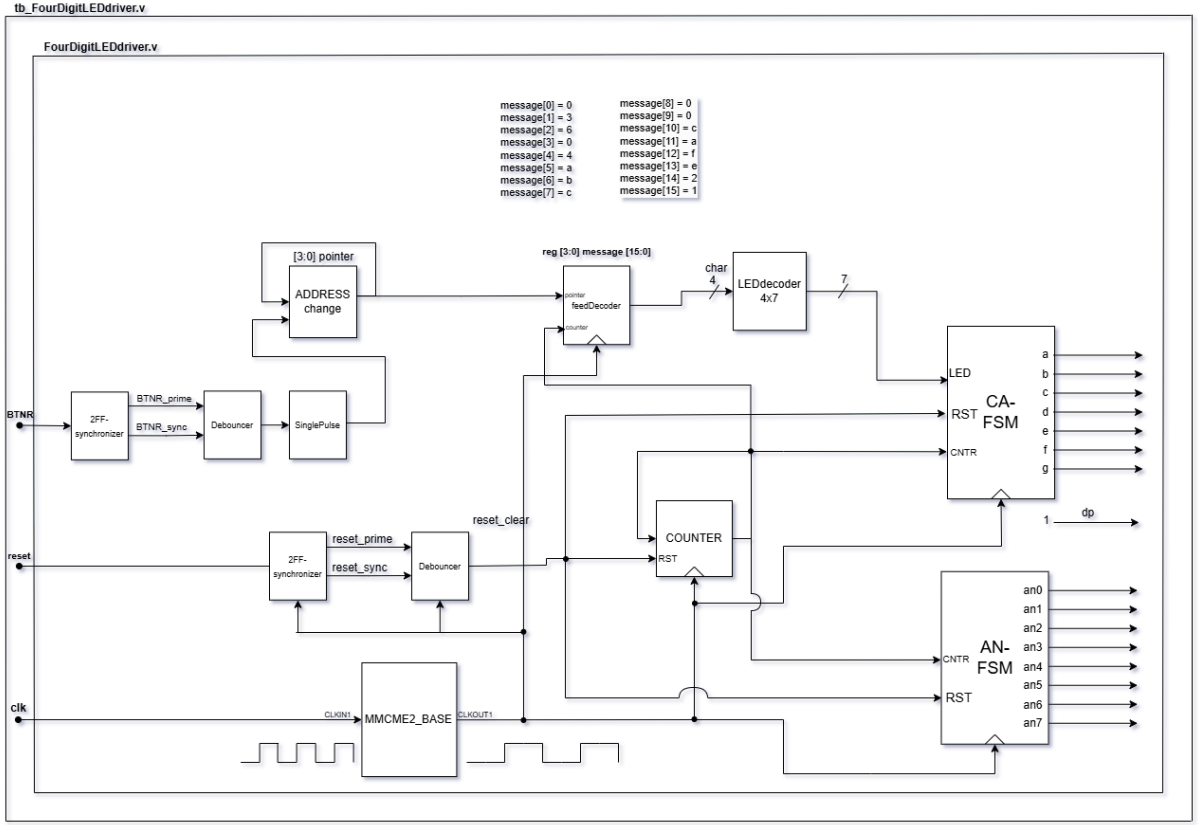 tb_FourDigitLEDdriver.v
FourDigitLEDdriver.v
message[0] = 0
message[1] = 3
message[2] = 6
message[3] = 0
message[4] = 4
message[5] = a
message[6] = b
message[7] = c
message[8] = 0
message[9] = 0
message[10] = c
message[11] = a
message[12] = f
message[13] = e
message[14] = 2
message[15] = 1
[3:0] pointer
ADDRESS
change
reg [3:0] message [15:0]
pointer
feedDecoder
counter
char
4
LEDdecoder
4x7
7
BTNR
2FF-
synchronizer
BTNR_prime
BTNR_sync
Debouncer
SinglePulse
LED
RST
CNTR
CA-
FSM
a
b
c
d
e
f
g
1
dp
reset
2FF-
synchronizer
reset_prime
reset_sync
Debouncer
reset_clear
COUNTER
RST
CNTR
RST
AN-
FSM
an0
an1
an2
an3
an4
an5
an6
an7
clk
CLKIN1
MMCME2_BASE
CLKOUT1